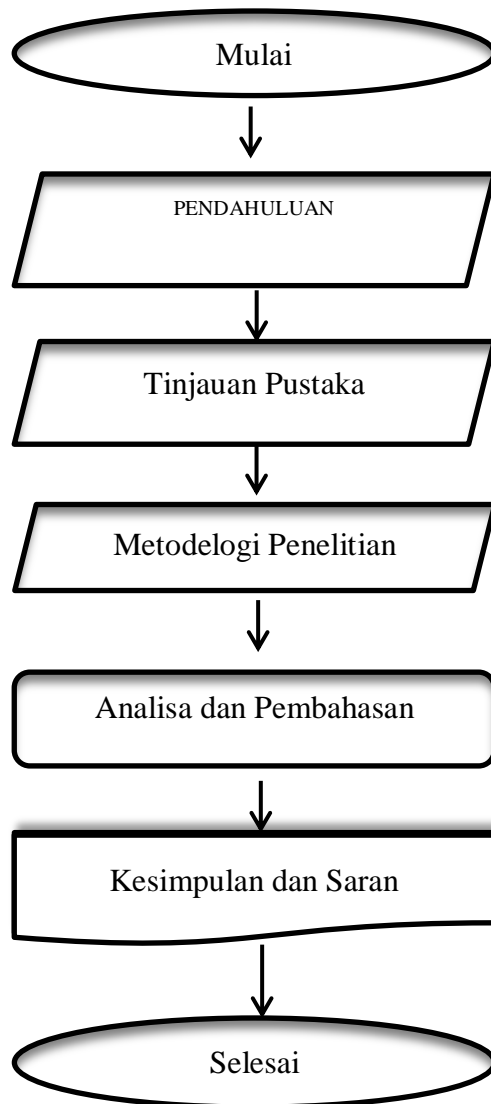 Mulai
PENDAHULUAN
Tinjauan Pustaka
Metodelogi Penelitian
Analisa dan Pembahasan
Kesimpulan dan Saran
Selesai